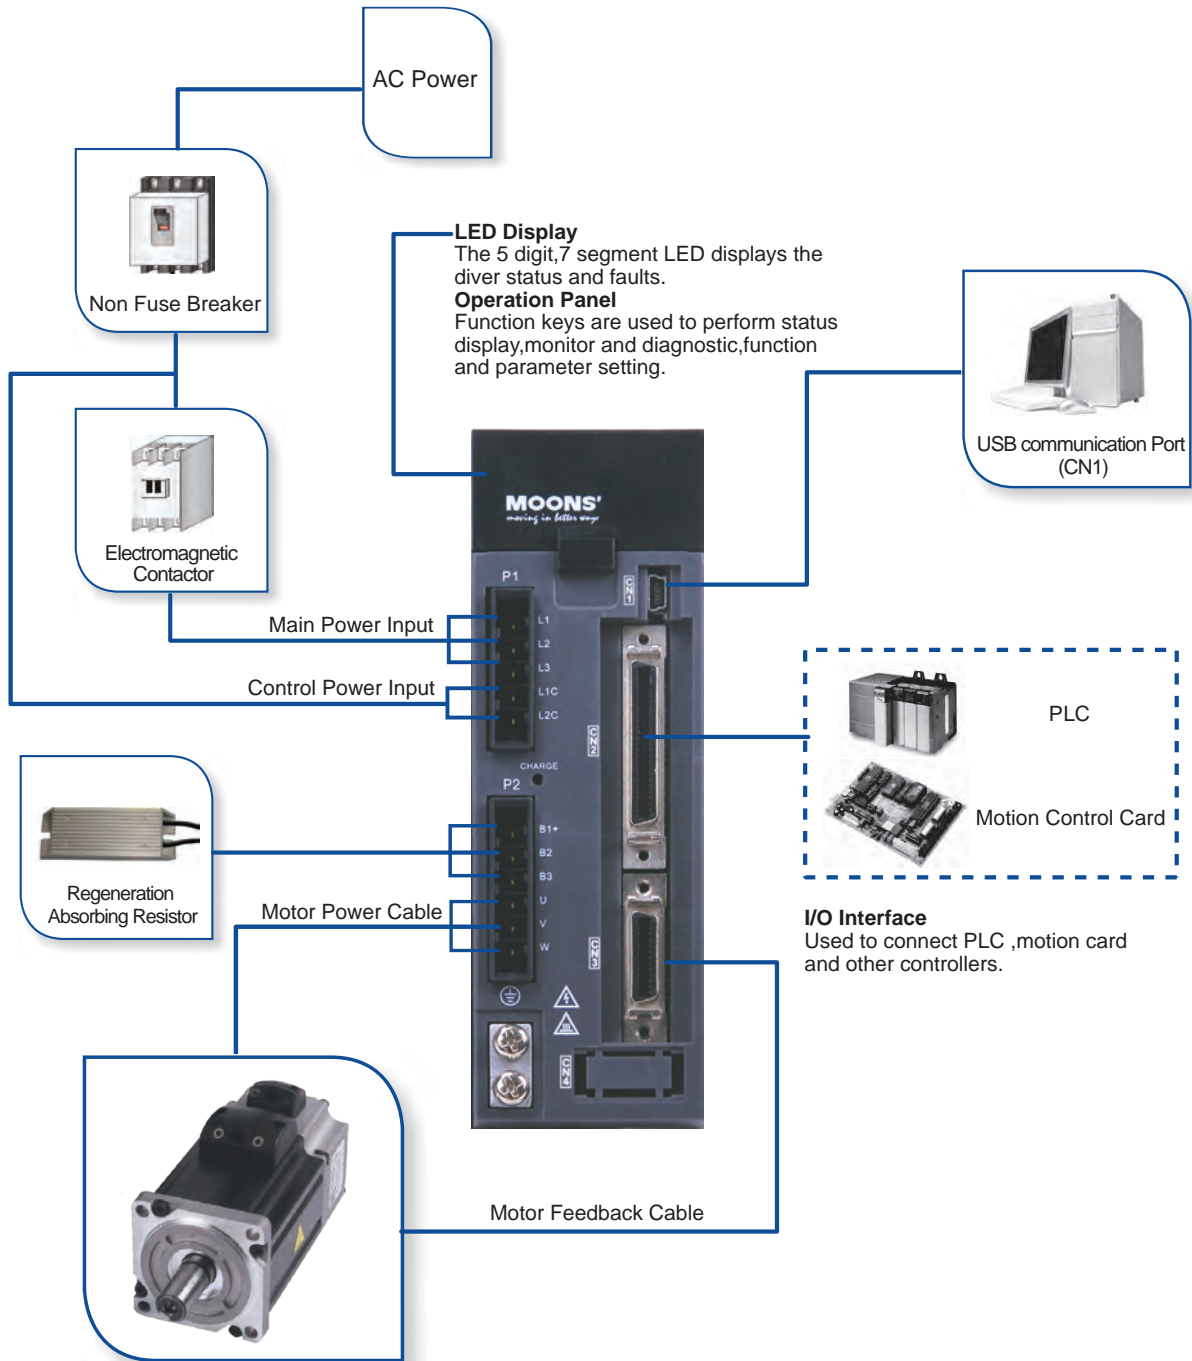 AC Power
Non Fuse Breaker
LED Display
The 5 digit,7 segment LED displays the
diver status and faults.
Operation Panel
Function keys are used to perform status
display,monitor and diagnostic,function
and parameter setting.
USB communication Port
(CN1)
Electromagnetic
Contactor
MOONS'
moving in better ways
P1
CN1
L1
Main Power Input
L2
L3
Control Power Input
L1C
L2C
CN2
CHARGE
P2
PLC
Motion Control Card
B1+
B2
B3
Regeneration
Absorbing Resistor
Motor Power Cable
U
V
W
CN3
I/O Interface
Used to connect PLC ,motion card
and other controllers.
CN4
Motor Feedback Cable